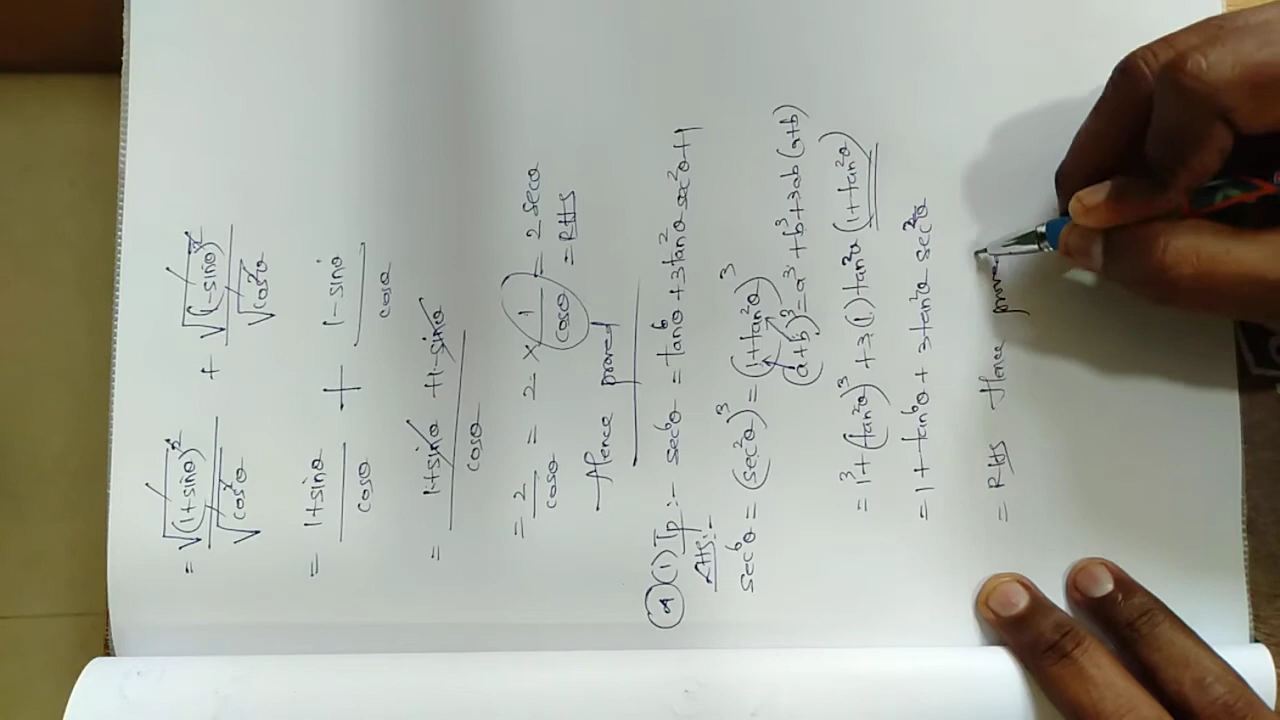 = √(1+sinθ)² / √cos²θ + √(1-sinθ)² / √cos²θ
= 1+sinθ / cosθ + 1-sinθ / cosθ
= 1+sinθ+1-sinθ / cosθ
= 2 / cosθ = 2 × 1 / cosθ = 2 secθ
= RHS
Hence proved
(i) Tp:- sec⁶θ = tan⁶θ+3tan²θ sec²θ+1
LHS:-
sec⁶θ = (sec²θ)³ = (1+tan²θ)³
(a+b)³=a³+b³+3ab(a+b)
= 1³+(tan²θ)³+3(1)tan²θ(1+tan²θ)
= 1+tan⁶θ+3tan²θ sec²θ
= RHS Hence prove